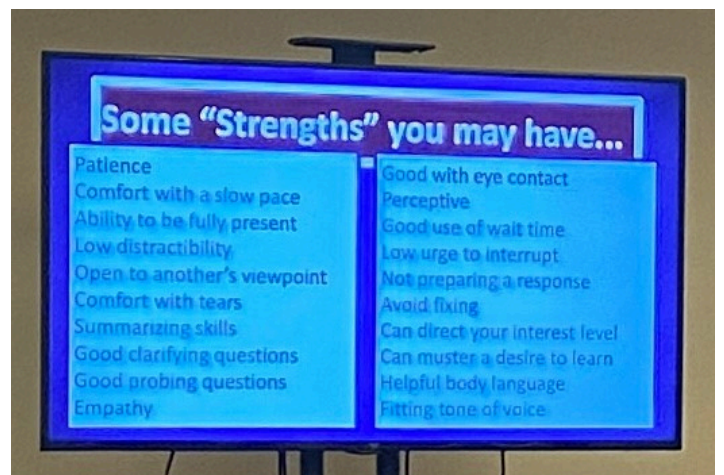 Some “Strengths” you may have...
Patience
Comfort with a slow pace
Ability to be fully present
Low distractibility
Open to another's viewpoint
Comfort with tears
Summarizing skills
Good clarifying questions
Good probing questions
Empathy
Good with eye contact
Perceptive
Good use of wait time
Low urge to interrupt
Not preparing a response
Avoid fixing
Can direct your interest level
Can muster a desire to learn
Helpful body language
Fitting tone of voice